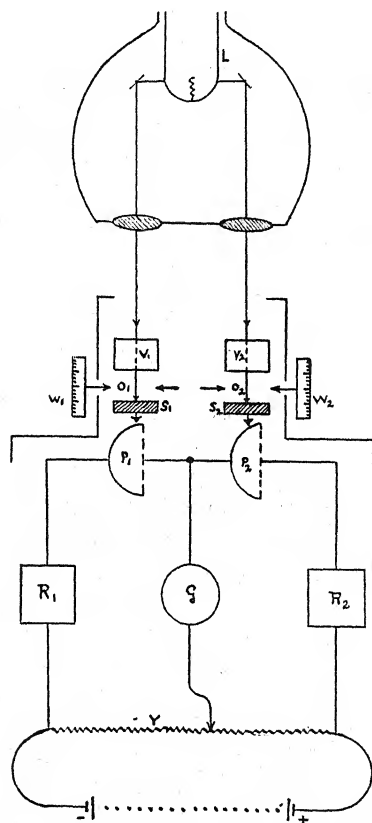 L
V₁ V₂
W₁ O₁ O₂ W₂
S₁ S₂
P₁ P₂
R₁ G R₂
Y
- +